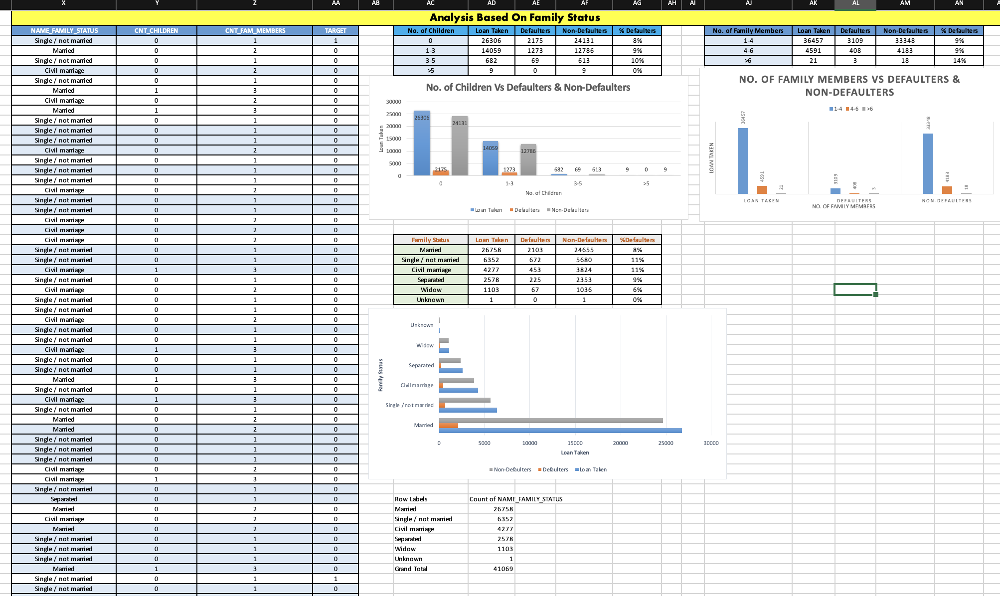 X Y Z AA AB AC AD AE AF AG AH AI AJ AK AL AM AN
Analysis Based On Family Status
NAME_FAMILY_STATUS CNT_CHILDREN CNT_FAM_MEMBERS TARGET
Single / not married 0 1 1
Married 0 2 0
Single / not married 0 1 0
Civil marriage 0 2 0
Single / not married 0 1 0
Married 1 3 0
Civil marriage 0 2 0
Married 1 3 0
Single / not married 0 1 0
Single / not married 0 1 0
Single / not married 0 1 0
Civil marriage 0 2 0
Single / not married 0 1 0
Single / not married 0 1 0
Single / not married 0 1 0
Civil marriage 0 2 0
Single / not married 0 1 0
Single / not married 0 1 0
Civil marriage 0 2 0
Civil marriage 0 2 0
Civil marriage 0 2 0
Single / not married 0 1 0
Single / not married 0 1 0
Civil marriage 1 3 0
Single / not married 0 1 0
Civil marriage 0 2 0
Single / not married 0 1 0
Single / not married 0 1 0
Civil marriage 0 2 0
Single / not married 0 1 0
Single / not married 0 1 0
Civil marriage 1 3 0
Single / not married 0 1 0
Single / not married 0 1 0
Married 1 3 0
Single / not married 0 1 0
Civil marriage 1 3 0
Single / not married 0 1 0
Married 0 2 0
Married 0 2 0
Single / not married 0 1 0
Single / not married 0 1 0
Single / not married 0 1 0
Civil marriage 0 2 0
Civil marriage 1 3 0
Single / not married 0 1 0
Separated 0 1 0
Married 0 2 0
Civil marriage 0 2 0
Married 0 2 0
Single / not married 0 1 0
Single / not married 0 1 0
Single / not married 0 1 0
Married 1 3 0
Single / not married 0 1 1
Single / not married 0 1 0
No. of Children Loan Taken Defaulters Non-Defaulters % Defaulters
0 26306 2175 24131 8%
1-3 14059 1273 12786 9%
3-5 682 69 613 10%
>5 9 0 9 0%
No. of Children Vs Defaulters & Non-Defaulters
30000
25000
20000
15000
10000
5000
0
Loan Taken
26306 2175 24131
14059 1273 12786
682 69 613
9 0 9
0 1-3 3-5 >5
No. of Children
Loan Taken Defaulters Non-Defaulters
No. of Family Members Loan Taken Defaulters Non-Defaulters % Defaulters
1-4 36457 3109 33348 9%
4-6 4591 408 4183 9%
>6 21 3 18 14%
NO. OF FAMILY MEMBERS VS DEFAULTERS &
NON-DEFAULTERS
1-4 4-6 >6
LOAN TAKEN
36457 4591 21
3109 408 3
33348 4183 18
LOAN TAKEN DEFAULTERS NON-DEFAULTERS
NO. OF FAMILY MEMBERS
Family Status Loan Taken Defaulters Non-Defaulters %Defaulters
Married 26758 2103 24655 8%
Single / not married 6352 672 5680 11%
Civil marriage 4277 453 3824 11%
Separated 2578 225 2353 9%
Widow 1103 67 1036 6%
Unknown 1 0 1 0%
Family Status
Unknown
Widow
Separated
Civil marriage
Single / not married
Married
0 5000 10000 15000 20000 25000 30000
Loan Taken
Non-Defaulters Defaulters Loan Taken
Row Labels Count of NAME_FAMILY_STATUS
Married 26758
Single / not married 6352
Civil marriage 4277
Separated 2578
Widow 1103
Unknown 1
Grand Total 41069